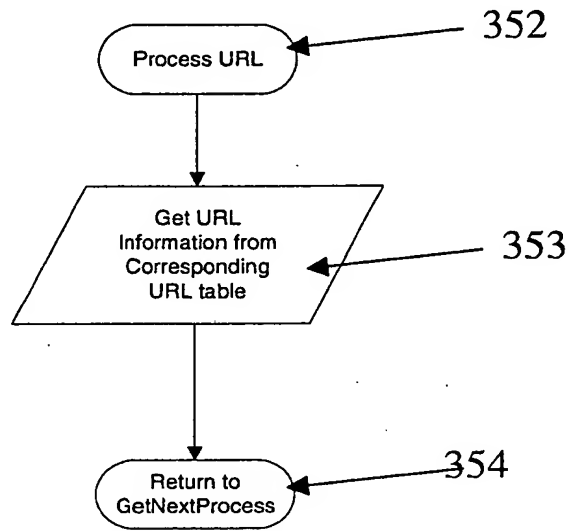 352
Process URL
Get URL
Information from
Corresponding
URL table
353
354
Return to
GetNextProcess